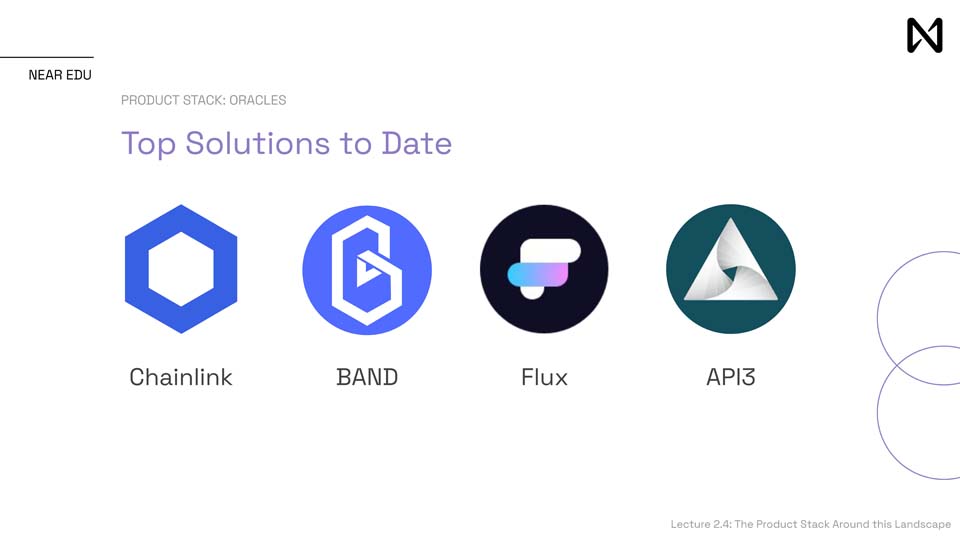 NEAR EDU
PRODUCT STACK: ORACLES
Top Solutions to Date
Chainlink
BAND
Flux
API3
Lecture 2.4: The Product Stack Around this Landscape